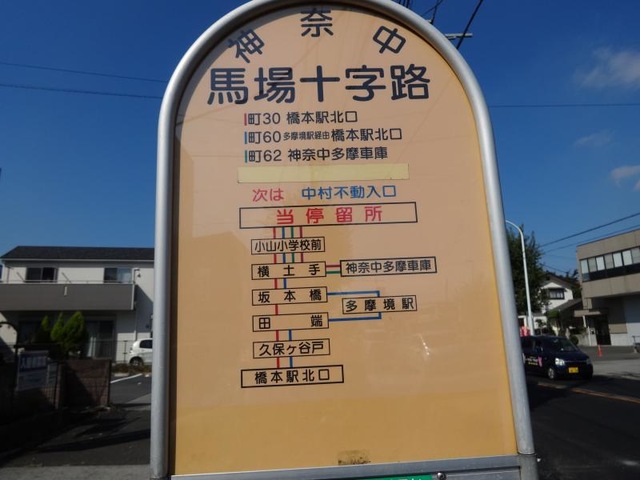 神奈中
馬場十字路
町30 橋本駅北口
町60 多摩境駅経由 橋本駅北口
町62 神奈中多摩車庫
次は 中村不動入口
当停留所
小山小学校前
横土手 神奈中多摩車庫
坂本橋
多摩境駅
田端
久保ヶ谷戸
橋本駅北口